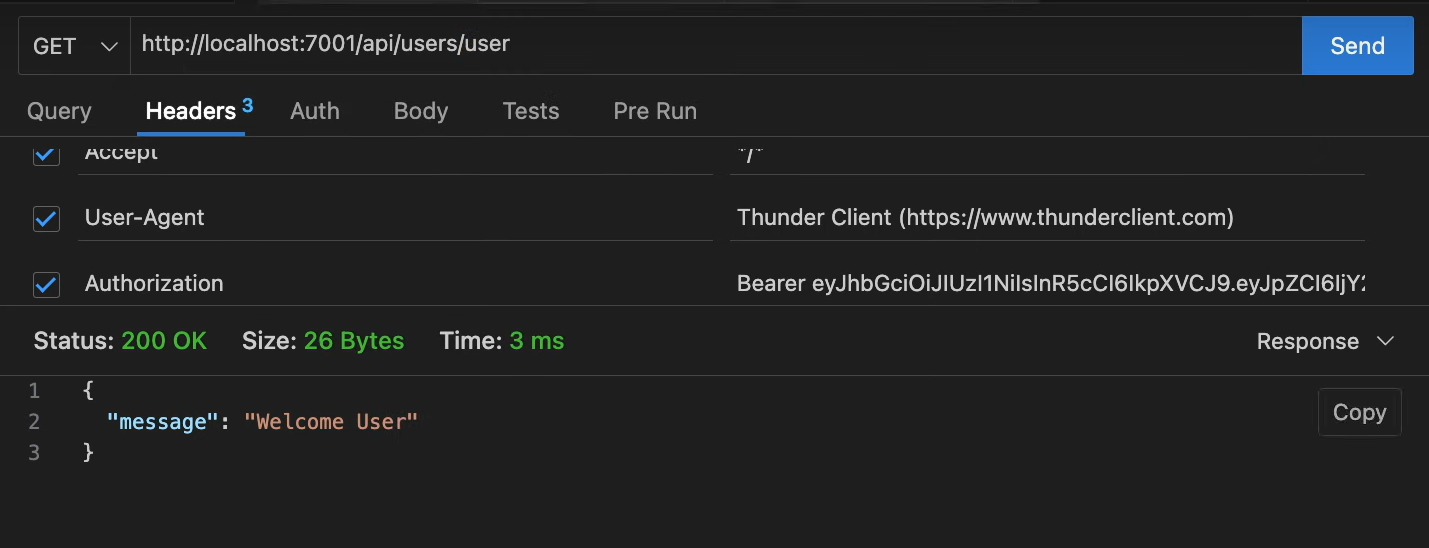 GET http://localhost:7001/api/users/user Send
Query Headers 3 Auth Body Tests Pre Run
Accept */*
User-Agent Thunder Client (https://www.thunderclient.com)
Authorization Bearer eyJhbGciOiJIUzI1NiIsInR5cCI6IkpXVCJ9.eyJpZCI6IjY2
Status: 200 OK Size: 26 Bytes Time: 3 ms Response
1 {
2 "message": "Welcome User" Copy
3 }